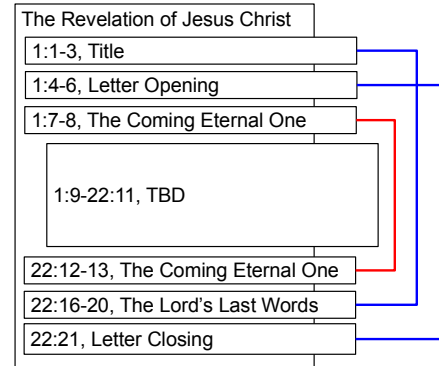 The Revelation of Jesus Christ
1:1-3, Title
1:4-6, Letter Opening
1:7-8, The Coming Eternal One
1:9-22:11, TBD
22:12-13, The Coming Eternal One
22:16-20, The Lord's Last Words
22:21, Letter Closing